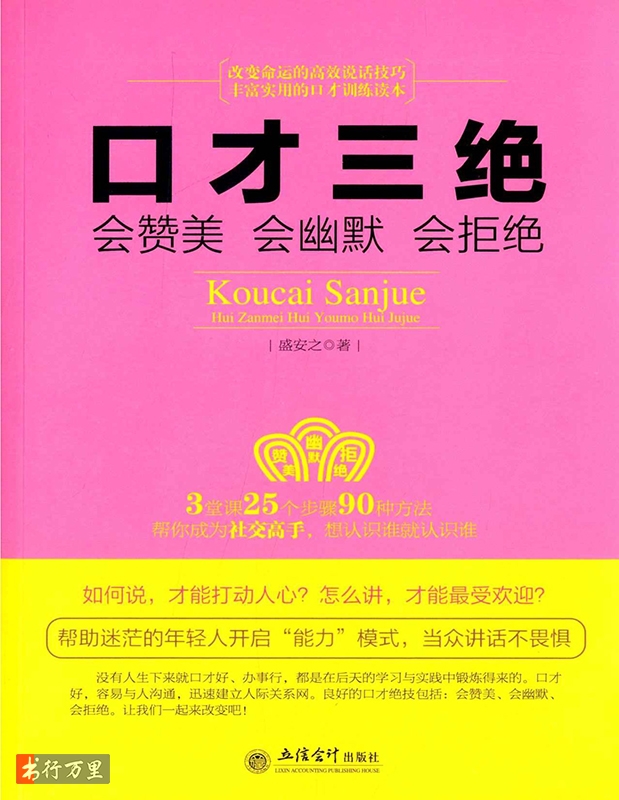 改变命运的高效说话技巧
丰富实用的口才训练读本
口才三绝
会赞美 会幽默 会拒绝
Koucai Sanjue
Hui Zanmei Hui Youmo Hui Jujue
|盛安之◎著|
赞美 幽默 拒绝
3堂课25个步骤90种方法
帮你成为社交高手，想认识谁就认识谁
如何说，才能打动人心？怎么讲，才能最受欢迎？
帮助迷茫的年轻人开启“能力”模式，当众讲话不畏惧
没有人生下来就口才好、办事行，都是在后天的学习与实践中锻炼得来的。口才
好，容易与人沟通，迅速建立人际关系网。良好的口才绝技包括：会赞美、会幽默、
会拒绝。让我们一起来改变吧！
立信会计出版社
LIXIN ACCOUNTING PUBLISHING HOUSE
书行万里